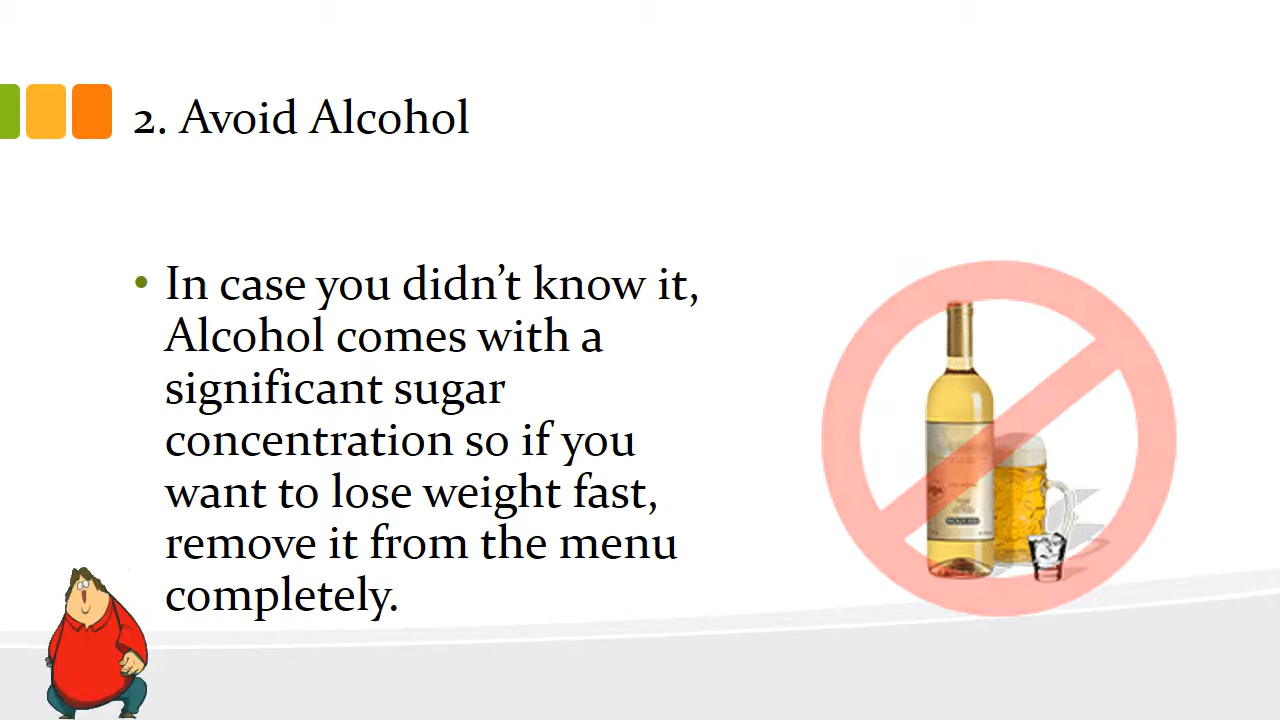 2. Avoid Alcohol
• In case you didn’t know it,
Alcohol comes with a
significant sugar
concentration so if you
want to lose weight fast,
remove it from the menu
completely.